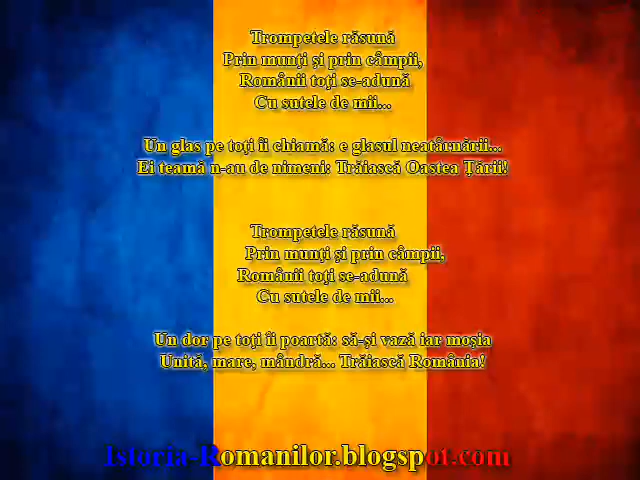 Trompetele răsună
Prin munți și prin câmpii,
Românii toți se-adună
Cu sutele de mii...
Un glas pe toți îi chiamă: e glasul neatârnării...
Ei teamă n-au de nimeni: Trăiască Oastea Țării!
Trompetele răsună
Prin munți și prin câmpii,
Românii toți se-adună
Cu sutele de mii...
Un dor pe toți îi poartă: să-și vază iar moșia
Unită, mare, mândră... Trăiască România!
Istoria-Romanilor.blogspot.com